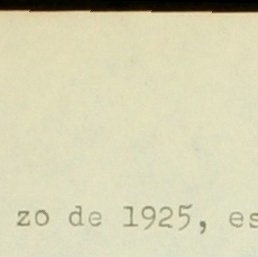 zo de 1925, es